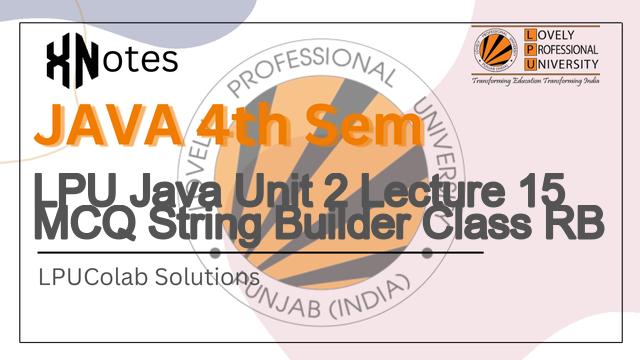 XNotes
LOVELY
PROFESSIONAL
UNIVERSITY
Transforming Education Transforming India
JAVA 4th Sem
LPU Java Unit 2 Lecture 15
MCQ String Builder Class RB
LPUColab Solutions
LOVELY PROFESSIONAL UNIVERSITY
PUNJAB (INDIA)